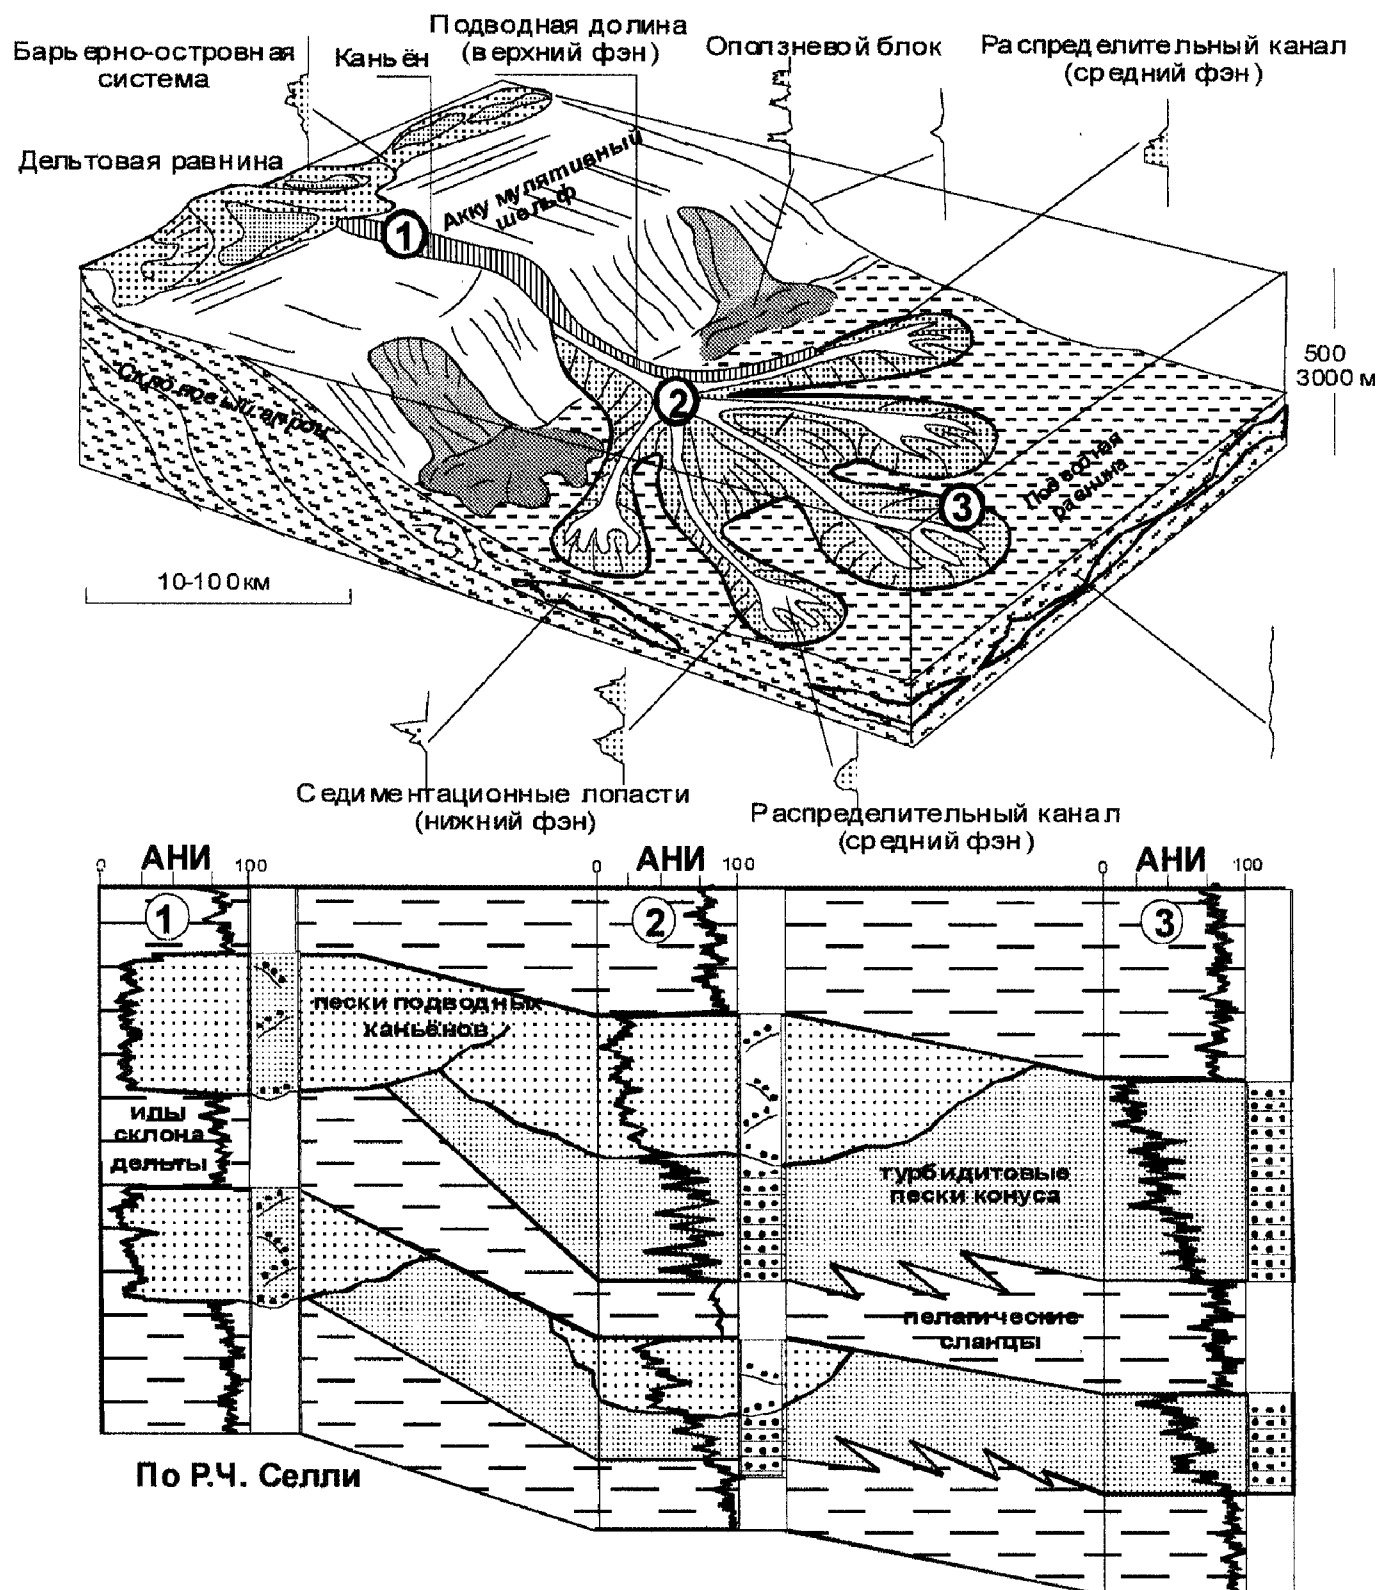 Подводная долина
(верхний фэн)
Барьерно-островная
система
Каньён
Оползневой блок
Распределительный канал
(средний фэн)
Дельтовая равнина
Аккумулятивный
шельф
1
2
3
500
3000 м
Подводная
равнина
10-100км
Седиментационные лопасти
(нижний фэн)
Распределительный канал
(средний фэн)
0 АНИ 100
0 АНИ 100
0 АНИ 100
1
2
3
пески подводных
каньёнов
илы
склона
дельты
турбидитовые
пески конуса
пелагические
сланцы
По Р.Ч. Селли